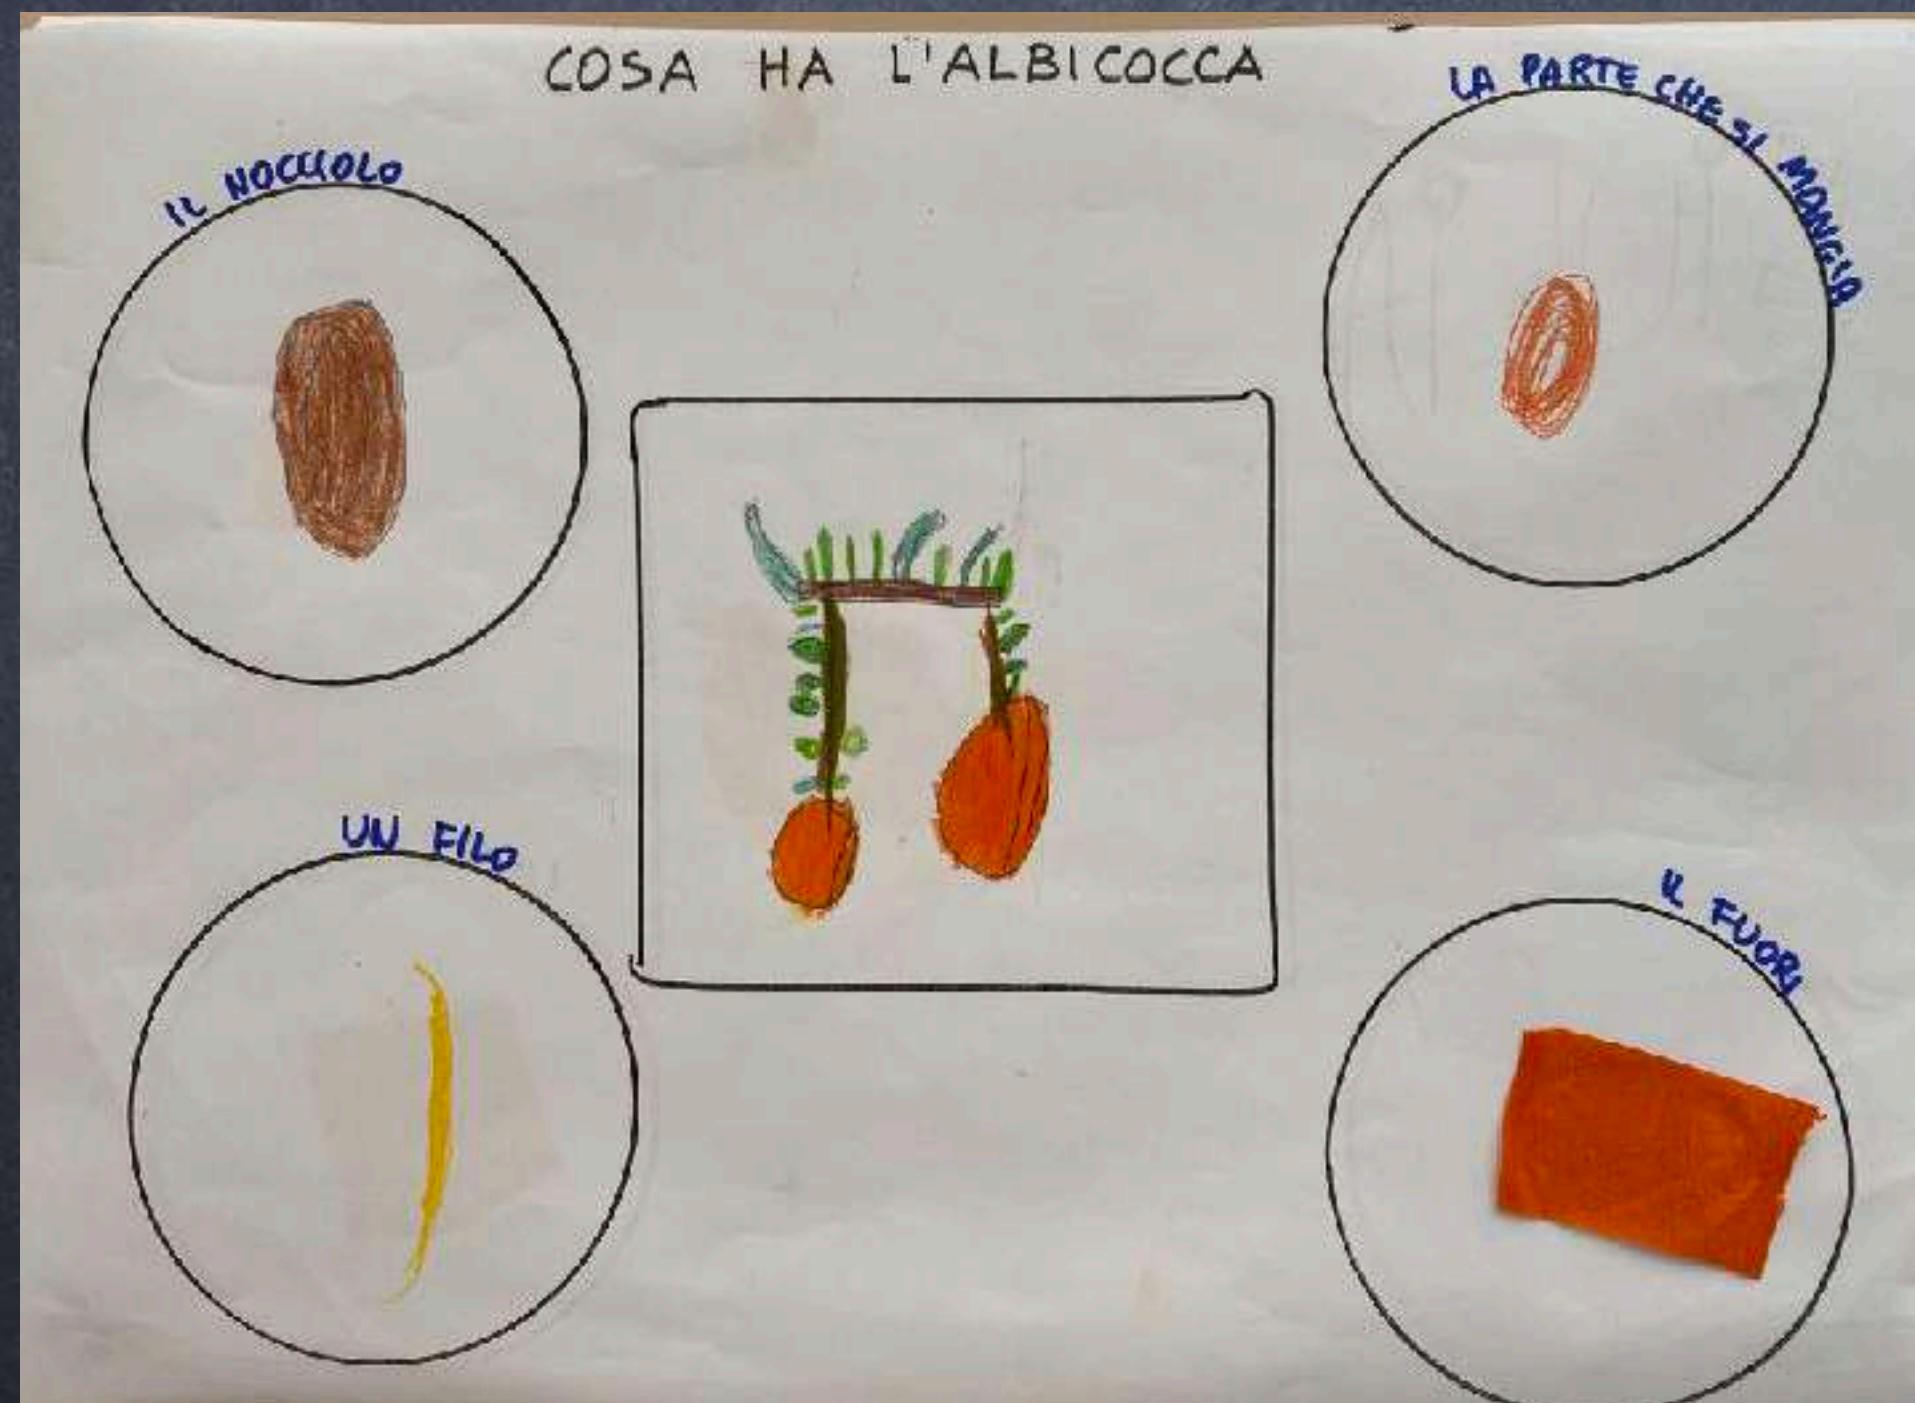 COSA HA L'ALBICOCCA
IL NOCCIOLO
LA PARTE CHE SI MANGIA
UN FILO
IL FUORI